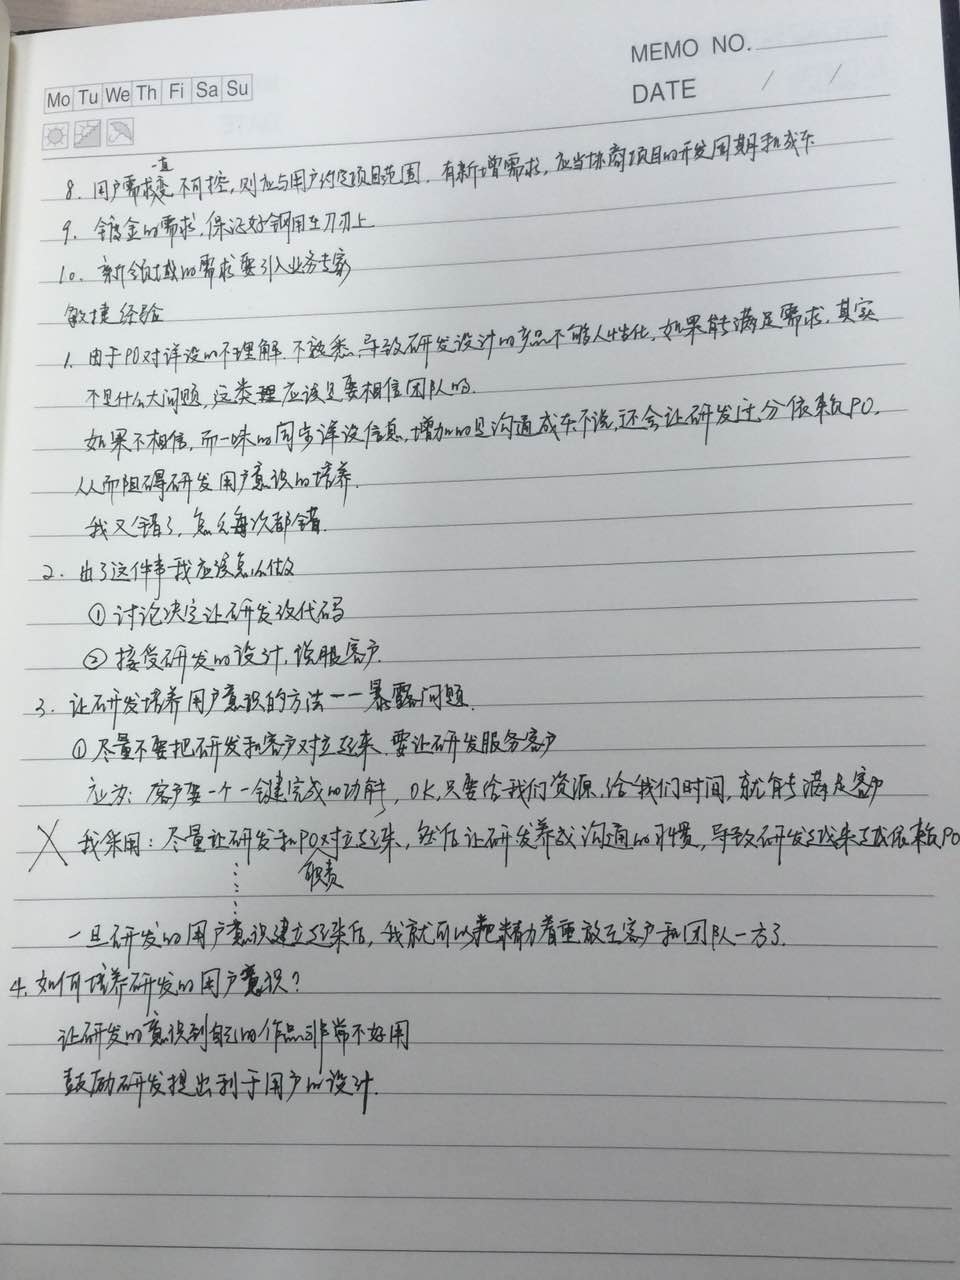 MEMO NO.
DATE / /
Mo Tu We Th Fi Sa Su
一直
8. 用户需求变不可控，则应与用户约定项目范围，有新增需求，应当协商项目的开发周期和成本
9. 镀金的需求，保证好钢用在刀刃上
10. 新领域的需求要引入业务专家
敏捷经验
1. 由于PO对详设的不理解、不熟悉，导致研发设计的产品不够人性化，如果能满足需求，其实
不是什么大问题，这类理应该是要相信团队的。
如果不相信，而一味的同步详设信息，增加的是沟通成本不说，还会让研发过分依赖PO，
从而阻碍研发用户意识的培养。
我又错了，怎么每次都错。
2. 出了这件事我应该怎么做
① 讨论决定让研发改代码
② 接受研发的设计，说服客户.
3. 让研发培养用户意识的方法——暴露问题.
① 尽量不要把研发和客户对立起来，要让研发服务客户
应为：客户要一个一键完成的功能，OK，只要给我们资源，给我们时间，就能满足客户
我采用：尽量让研发和PO对立起来，然后让研发养成沟通的习惯，导致研发越来越依赖PO
职责
一旦研发的用户意识建立起来后，我就可以把精力着重放在客户和团队一方了.
4. 如何培养研发的用户意识？
让研发的意识到自己的作品非常不好用
鼓励研发提出利于用户的设计.